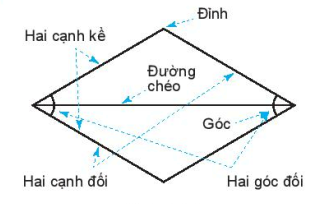 Đỉnh
Hai cạnh kề
Đường
chéo
Góc
Hai cạnh đối
Hai góc đối